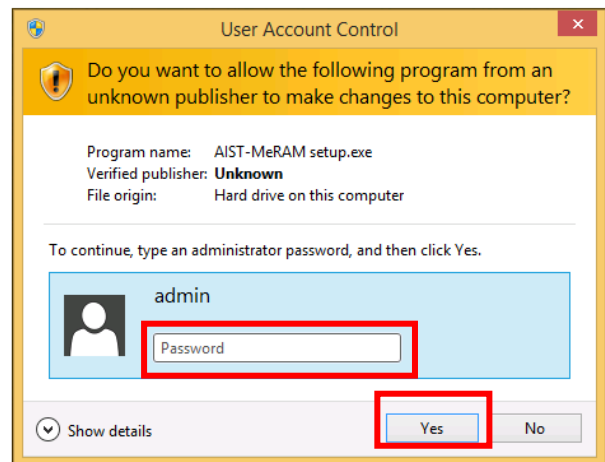 User Account Control
Do you want to allow the following program from an
unknown publisher to make changes to this computer?
Program name: AIST-MeRAM setup.exe
Verified publisher: Unknown
File origin: Hard drive on this computer
To continue, type an administrator password, and then click Yes.
admin
Password
Show details
Yes
No